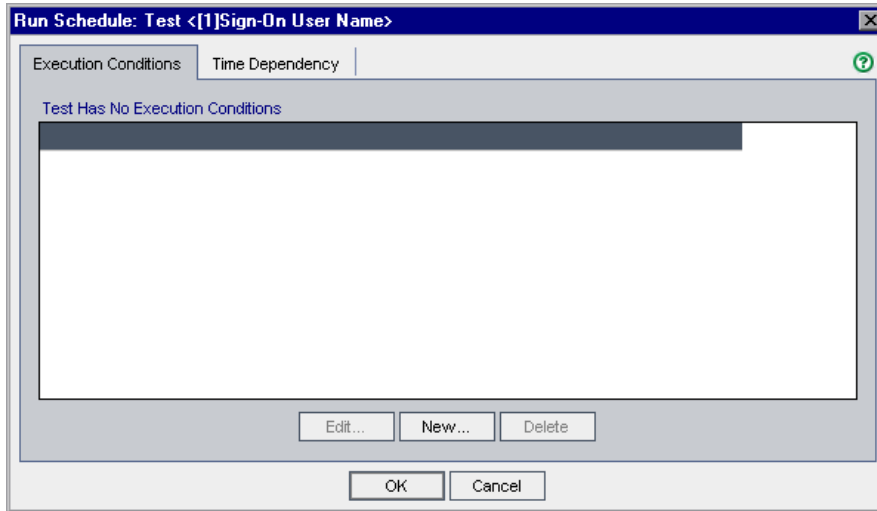 Run Schedule: Test <[1]Sign-On User Name>
Execution Conditions Time Dependency
Test Has No Execution Conditions
Edit... New... Delete
OK Cancel